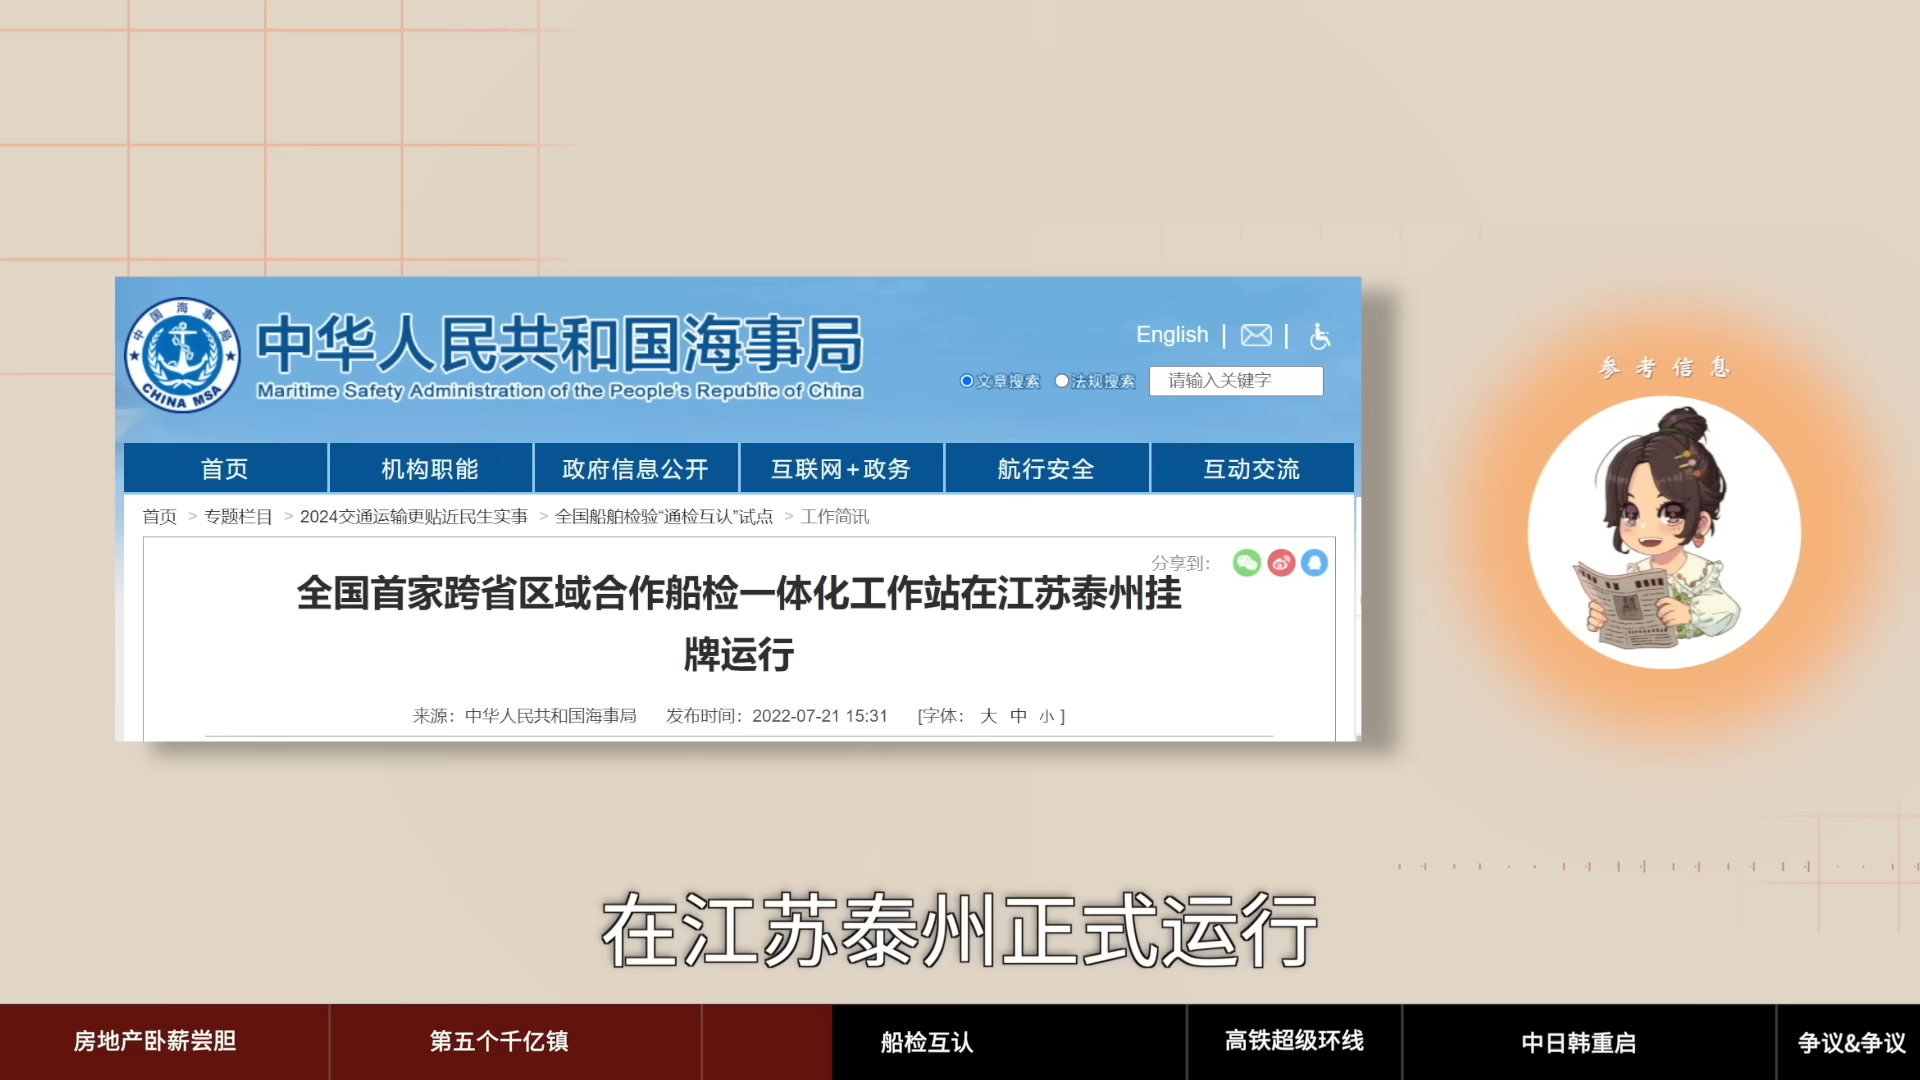 中国海事局
CHINA MSA
中华人民共和国海事局
Maritime Safety Administration of the People's Republic of China
English | |
文章搜索 法规搜索 请输入关键字
首页 机构职能 政府信息公开 互联网+政务 航行安全 互动交流
首页 > 专题栏目 > 2024交通运输更贴近民生实事 > 全国船舶检验“通检互认”试点 > 工作简讯
分享到：
全国首家跨省区域合作船检一体化工作站在江苏泰州挂
牌运行
来源：中华人民共和国海事局 发布时间：2022-07-21 15:31 [字体： 大 中 小 ]
参考信息
在江苏泰州正式运行
房地产卧薪尝胆 第五个千亿镇 船检互认 高铁超级环线 中日韩重启 争议&争议